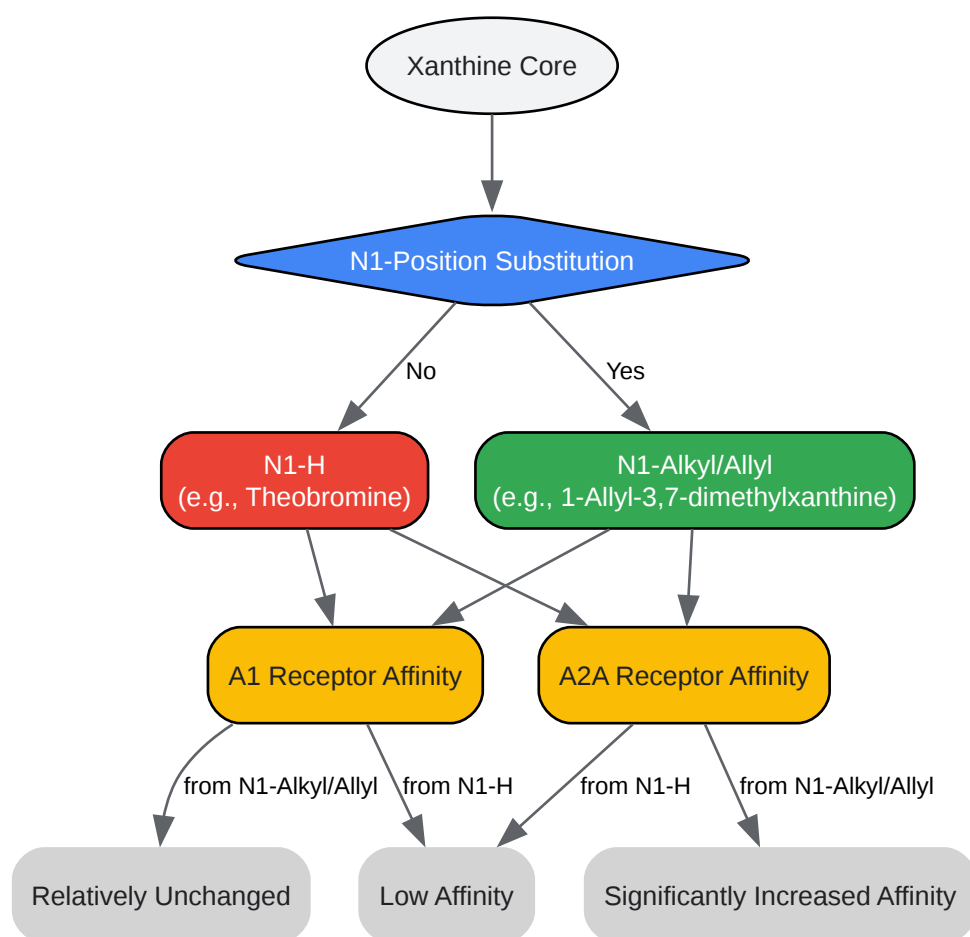 Xanthine Core
N1-Position Substitution
No
Yes
N1-H
(e.g., Theobromine)
N1-Alkyl/Allyl
(e.g., 1-Allyl-3,7-dimethylxanthine)
A1 Receptor Affinity
A2A Receptor Affinity
from N1-Alkyl/Allyl
from N1-H
from N1-H
from N1-Alkyl/Allyl
Relatively Unchanged
Low Affinity
Significantly Increased Affinity